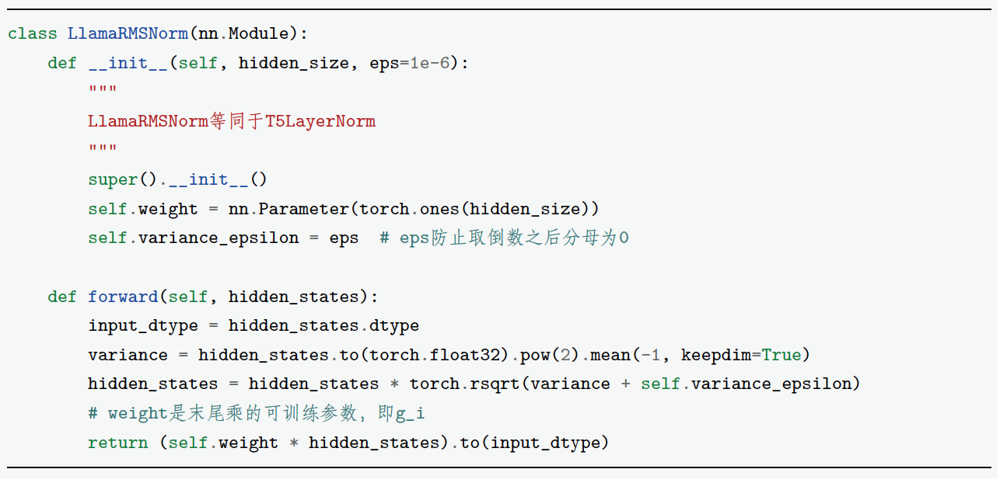 class LlamaRMSNorm(nn.Module):
    def __init__(self, hidden_size, eps=1e-6):
        """
        LlamaRMSNorm等同于T5LayerNorm
        """
        super().__init__()
        self.weight = nn.Parameter(torch.ones(hidden_size))
        self.variance_epsilon = eps  # eps防止取倒数之后分母为0
    def forward(self, hidden_states):
        input_dtype = hidden_states.dtype
        variance = hidden_states.to(torch.float32).pow(2).mean(-1, keepdim=True)
        hidden_states = hidden_states * torch.rsqrt(variance + self.variance_epsilon)
        # weight是末尾乘的可训练参数，即g_i
        return (self.weight * hidden_states).to(input_dtype)